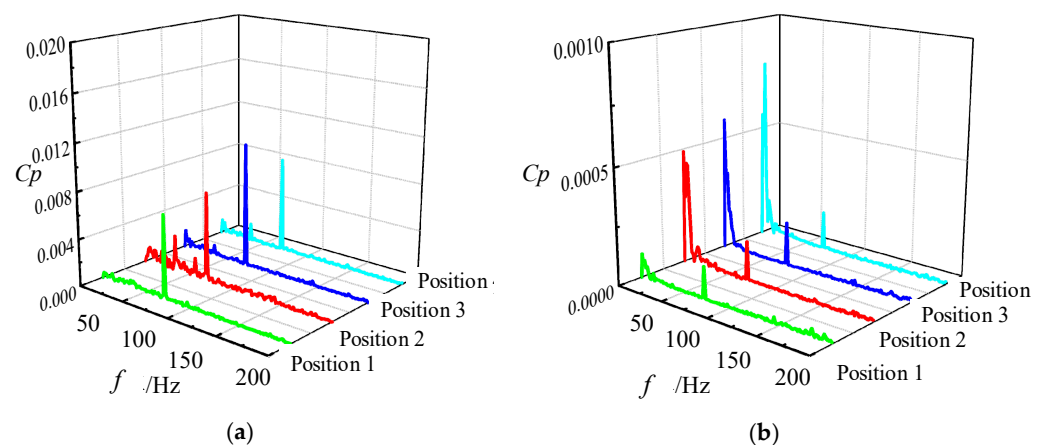 0.020
0.016
0.012
Cp
0.008
0.004
0.000
50
100
150
200
f /Hz
Position 1
Position 2
Position 3
Position
(a)
0.0010
Cp
0.0005
0.0000
50
100
150
200
f /Hz
Position 1
Position 2
Position 3
Position
(b)